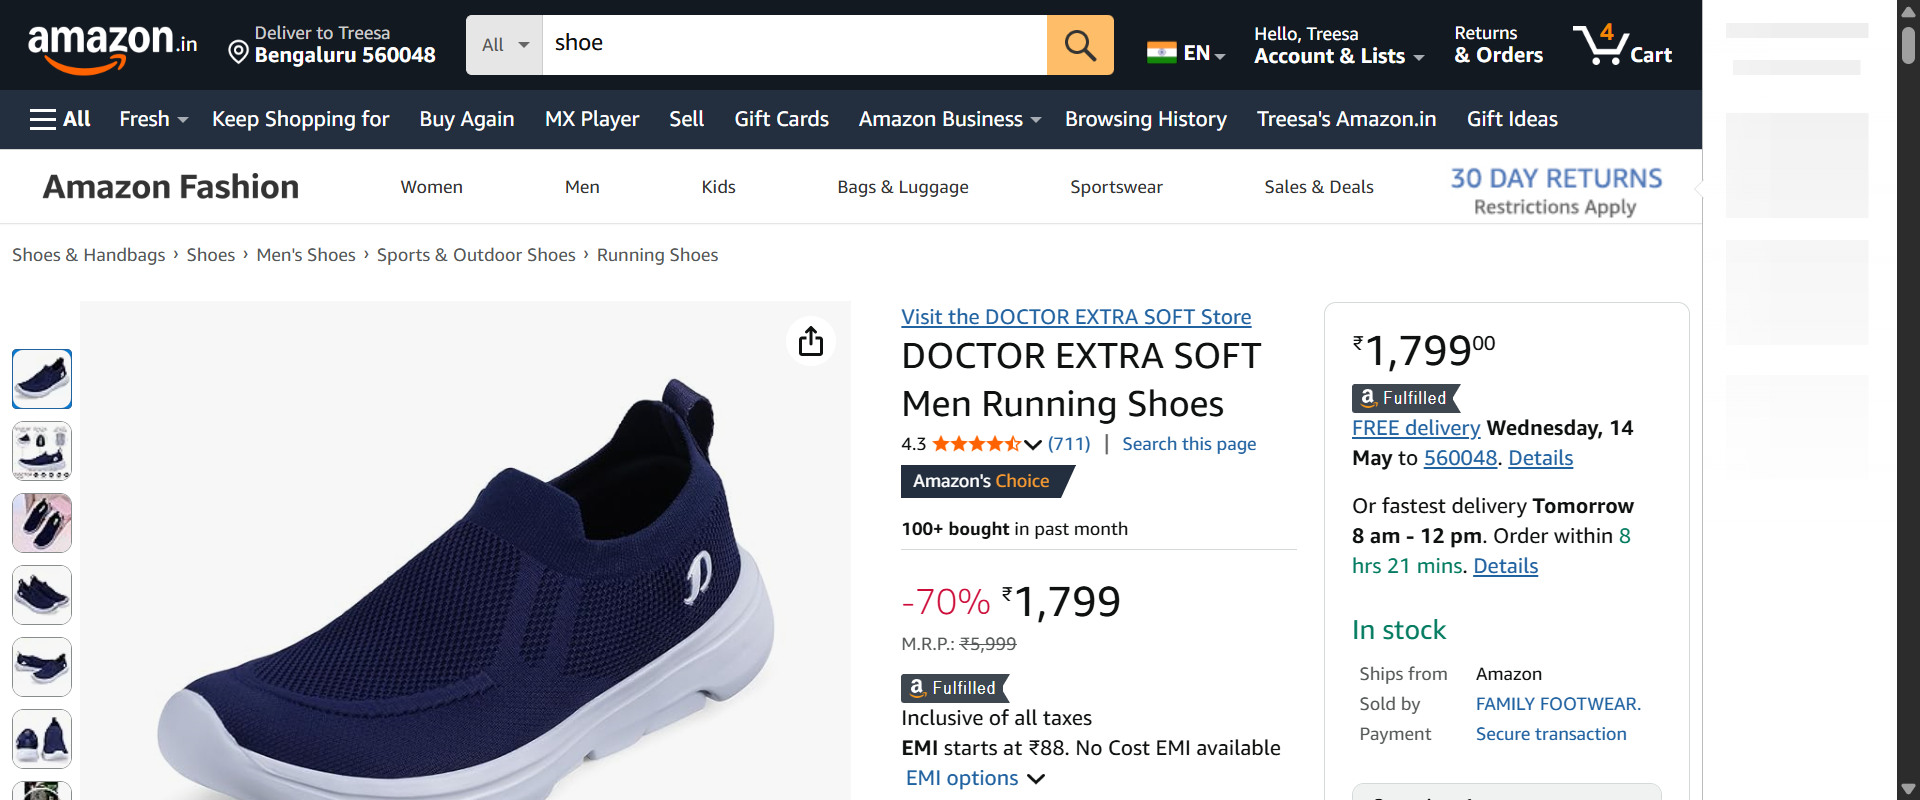 amazon.in
Deliver to Treesa
Bengaluru 560048
All
shoe
EN
Hello, Treesa
Account & Lists
Returns
& Orders
4
Cart
All
Fresh
Keep Shopping for
Buy Again
MX Player
Sell
Gift Cards
Amazon Business
Browsing History
Treesa's Amazon.in
Gift Ideas
Amazon Fashion
Women
Men
Kids
Bags & Luggage
Sportswear
Sales & Deals
30 DAY RETURNS
Restrictions Apply
Shoes & Handbags › Shoes › Men's Shoes › Sports & Outdoor Shoes › Running Shoes
Visit the DOCTOR EXTRA SOFT Store
DOCTOR EXTRA SOFT
Men Running Shoes
4.3 (711) | Search this page
Amazon's Choice
100+ bought in past month
-70% ₹1,799
M.R.P.: ₹5,999
a Fulfilled
Inclusive of all taxes
EMI starts at ₹88. No Cost EMI available
EMI options
₹1,79900
a Fulfilled
FREE delivery Wednesday, 14
May to 560048. Details
Or fastest delivery Tomorrow
8 am - 12 pm. Order within 8
hrs 21 mins. Details
In stock
Ships from Amazon
Sold by FAMILY FOOTWEAR.
Payment Secure transaction